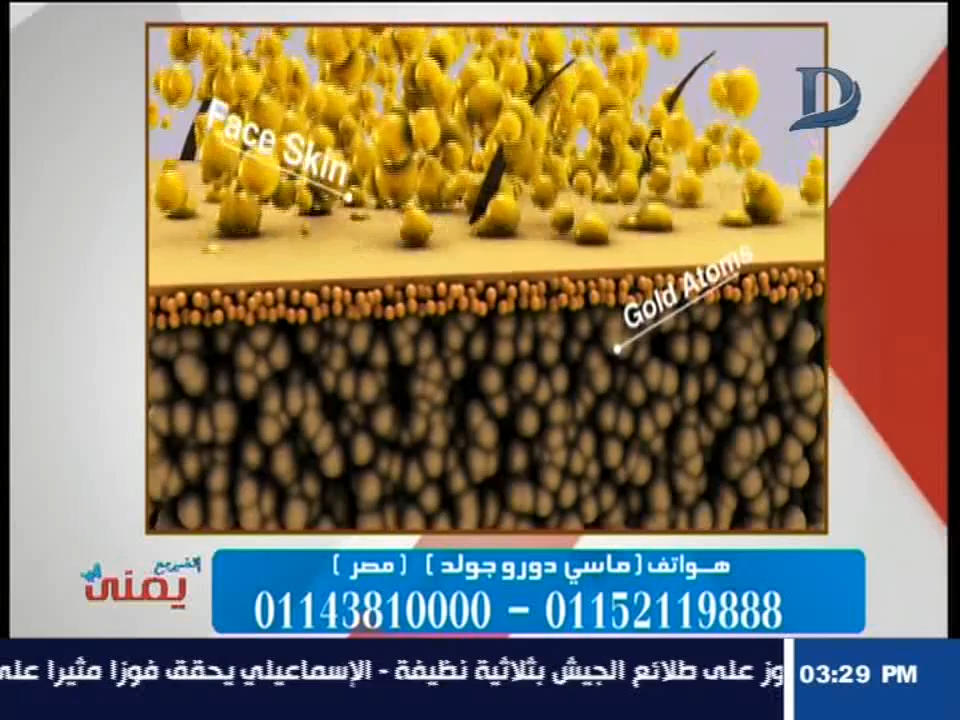 Face Skin
Gold Atoms
هـواتف [ ماسي دورو جولد ] [ مصر ]
01143810000 - 01152119888
يمنى
وز على طلائع الجيش بثلاثية نظيفة - الإسماعيلي يحقق فوزا مثيرا على
03:29 PM